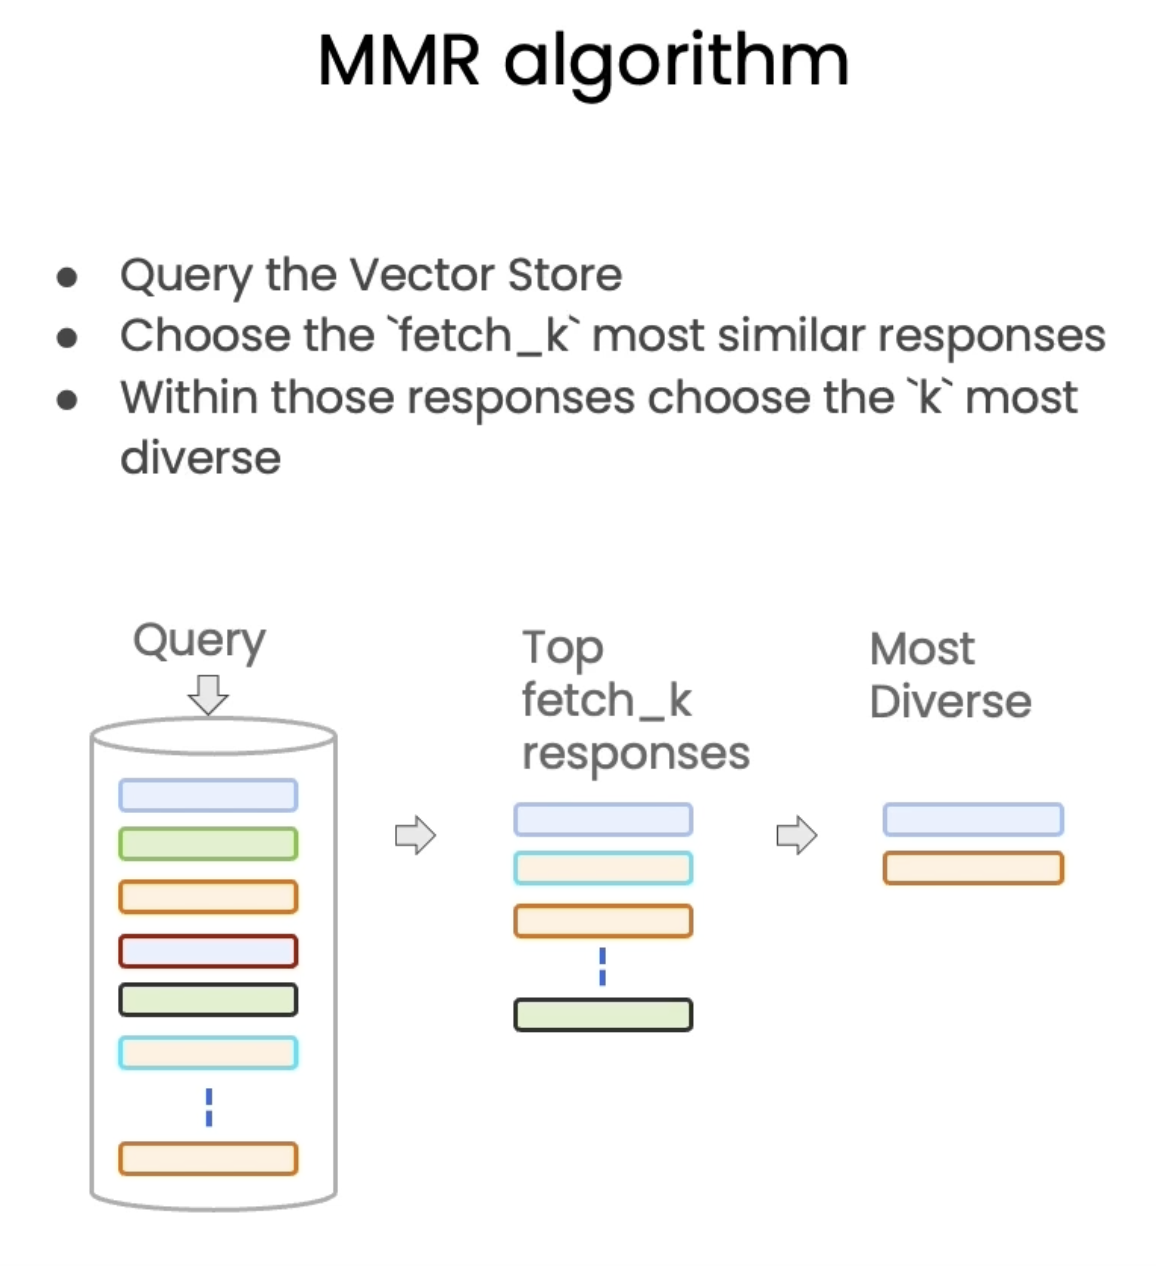 MMR algorithm
● Query the Vector Store
● Choose the `fetch_k` most similar responses
● Within those responses choose the `k` most
diverse
Query
Top
fetch_k
responses
Most
Diverse